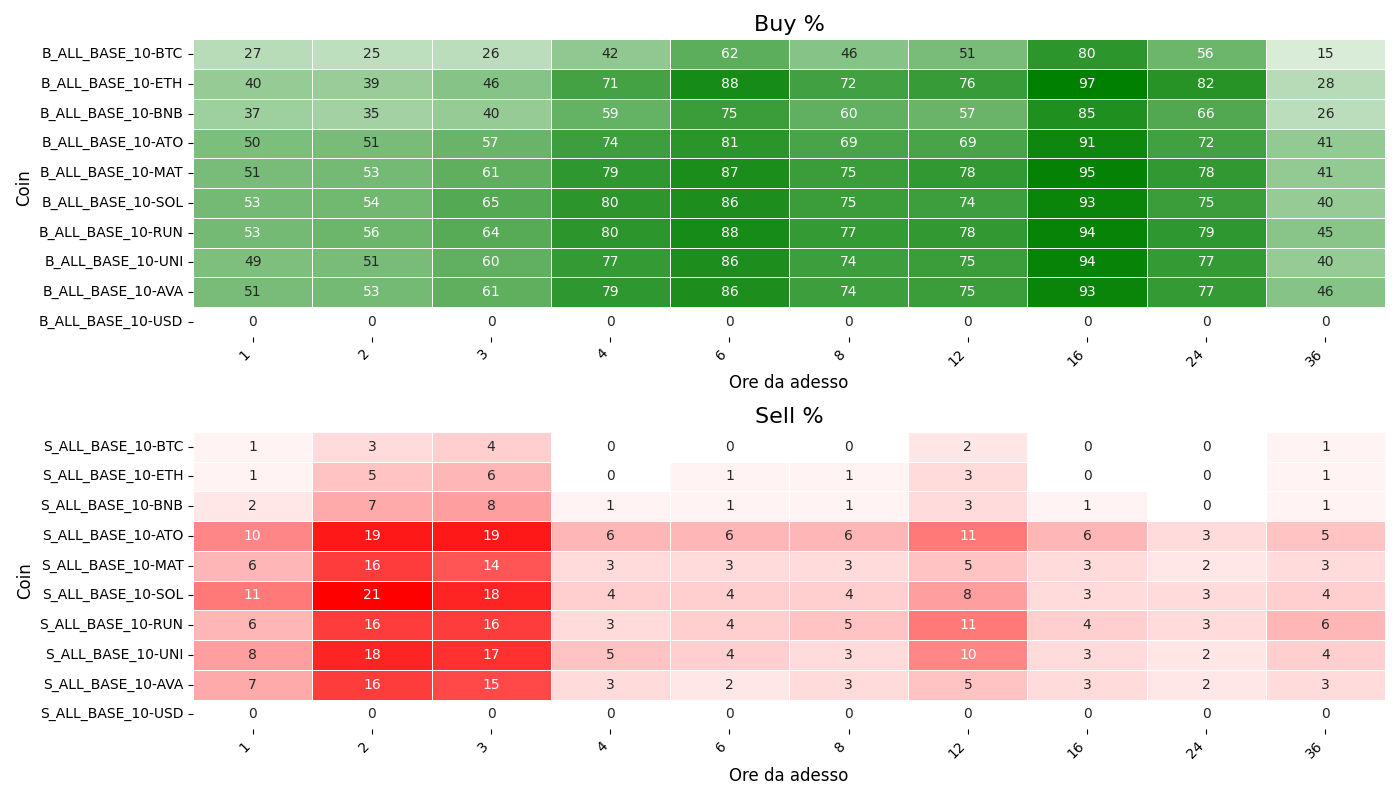 Buy %
Coin
B_ALL_BASE_10-BTC 27 25 26 42 62 46 51 80 56 15
B_ALL_BASE_10-ETH 40 39 46 71 88 72 76 97 82 28
B_ALL_BASE_10-BNB 37 35 40 59 75 60 57 85 66 26
B_ALL_BASE_10-ATO 50 51 57 74 81 69 69 91 72 41
B_ALL_BASE_10-MAT 51 53 61 79 87 75 78 95 78 41
B_ALL_BASE_10-SOL 53 54 65 80 86 75 74 93 75 40
B_ALL_BASE_10-RUN 53 56 64 80 88 77 78 94 79 45
B_ALL_BASE_10-UNI 49 51 60 77 86 74 75 94 77 40
B_ALL_BASE_10-AVA 51 53 61 79 86 74 75 93 77 46
B_ALL_BASE_10-USD 0 0 0 0 0 0 0 0 0 0
1 2 3 4 6 8 12 16 24 36
Ore da adesso
Sell %
Coin
S_ALL_BASE_10-BTC 1 3 4 0 0 0 2 0 0 1
S_ALL_BASE_10-ETH 1 5 6 0 1 1 3 0 0 1
S_ALL_BASE_10-BNB 2 7 8 1 1 1 3 1 0 1
S_ALL_BASE_10-ATO 10 19 19 6 6 6 11 6 3 5
S_ALL_BASE_10-MAT 6 16 14 3 3 3 5 3 2 3
S_ALL_BASE_10-SOL 11 21 18 4 4 4 8 3 3 4
S_ALL_BASE_10-RUN 6 16 16 3 4 5 11 4 3 6
S_ALL_BASE_10-UNI 8 18 17 5 4 3 10 3 2 4
S_ALL_BASE_10-AVA 7 16 15 3 2 3 5 3 2 3
S_ALL_BASE_10-USD 0 0 0 0 0 0 0 0 0 0
1 2 3 4 6 8 12 16 24 36
Ore da adesso